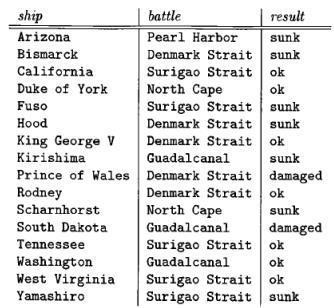 ship battle result
Arizona Pearl Harbor sunk
Bismarck Denmark Strait sunk
California Surigao Strait ok
Duke of York North Cape ok
Fuso Surigao Strait sunk
Hood Denmark Strait sunk
King George V Denmark Strait ok
Kirishima Guadalcanal sunk
Prince of Wales Denmark Strait damaged
Rodney Denmark Strait ok
Scharnhorst North Cape sunk
South Dakota Guadalcanal damaged
Tennessee Surigao Strait ok
Washington Guadalcanal ok
West Virginia Surigao Strait ok
Yamashiro Surigao Strait sunk